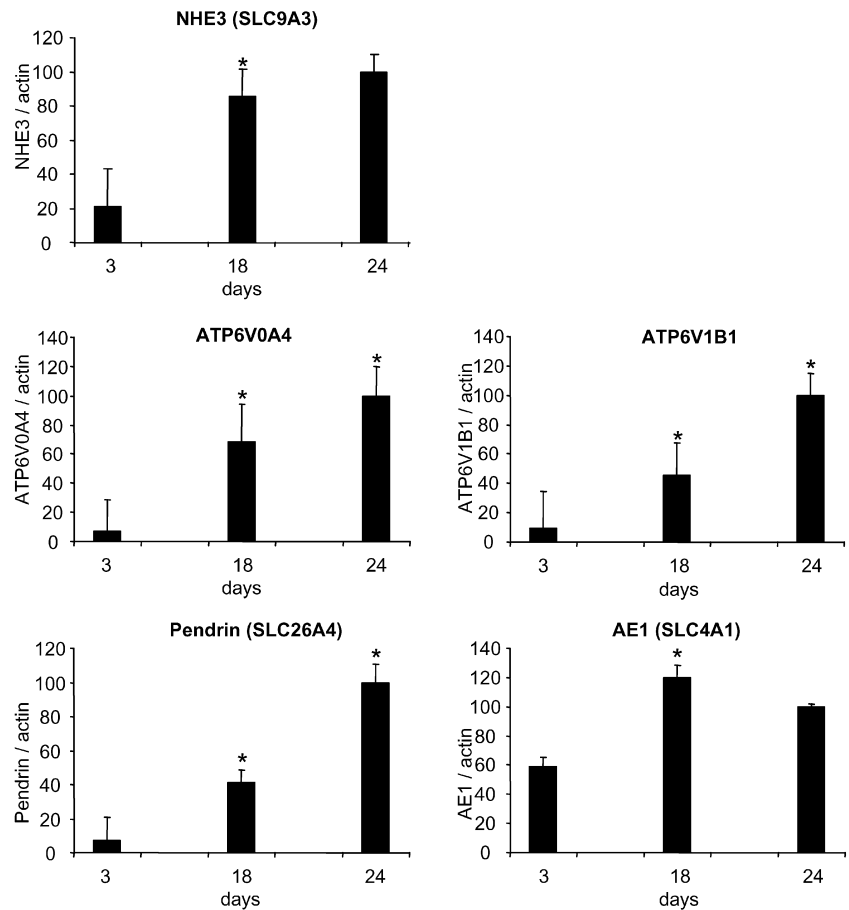 NHE3 (SLC9A3)
NHE3 / actin
120
100
80
60
40
20
0
*
3 18 24
days
ATP6V0A4
ATP6V0A4 / actin
140
120
100
80
60
40
20
0
* *
3 18 24
days
ATP6V1B1
ATP6V1B1 / actin
140
120
100
80
60
40
20
0
* *
3 18 24
days
Pendrin (SLC26A4)
Pendrin / actin
120
100
80
60
40
20
0
* *
3 18 24
days
AE1 (SLC4A1)
AE1 / actin
140
120
100
80
60
40
20
0
*
3 18 24
days